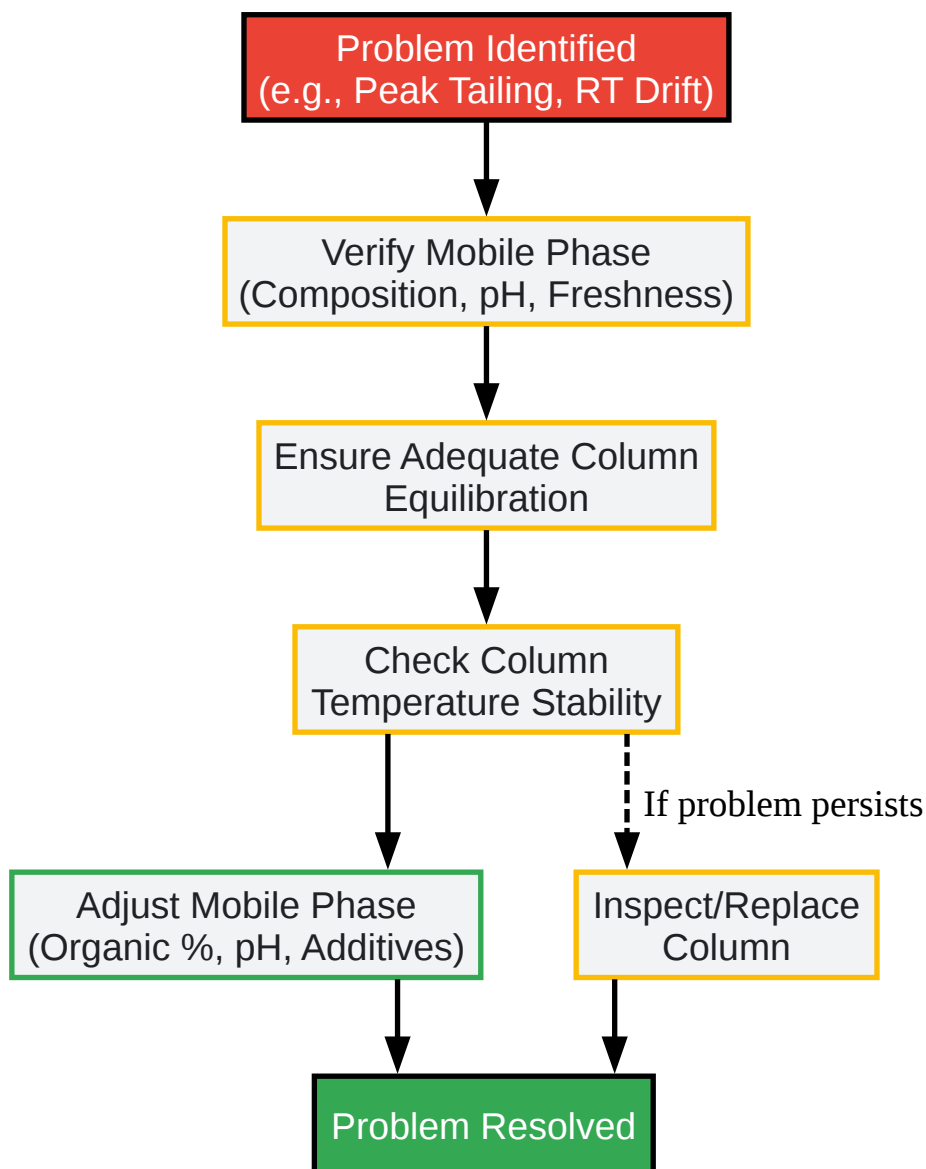 Problem Identified
(e.g., Peak Tailing, RT Drift)
Verify Mobile Phase
(Composition, pH, Freshness)
Ensure Adequate Column
Equilibration
Check Column
Temperature Stability
If problem persists
Adjust Mobile Phase
(Organic %, pH, Additives)
Inspect/Replace
Column
Problem Resolved